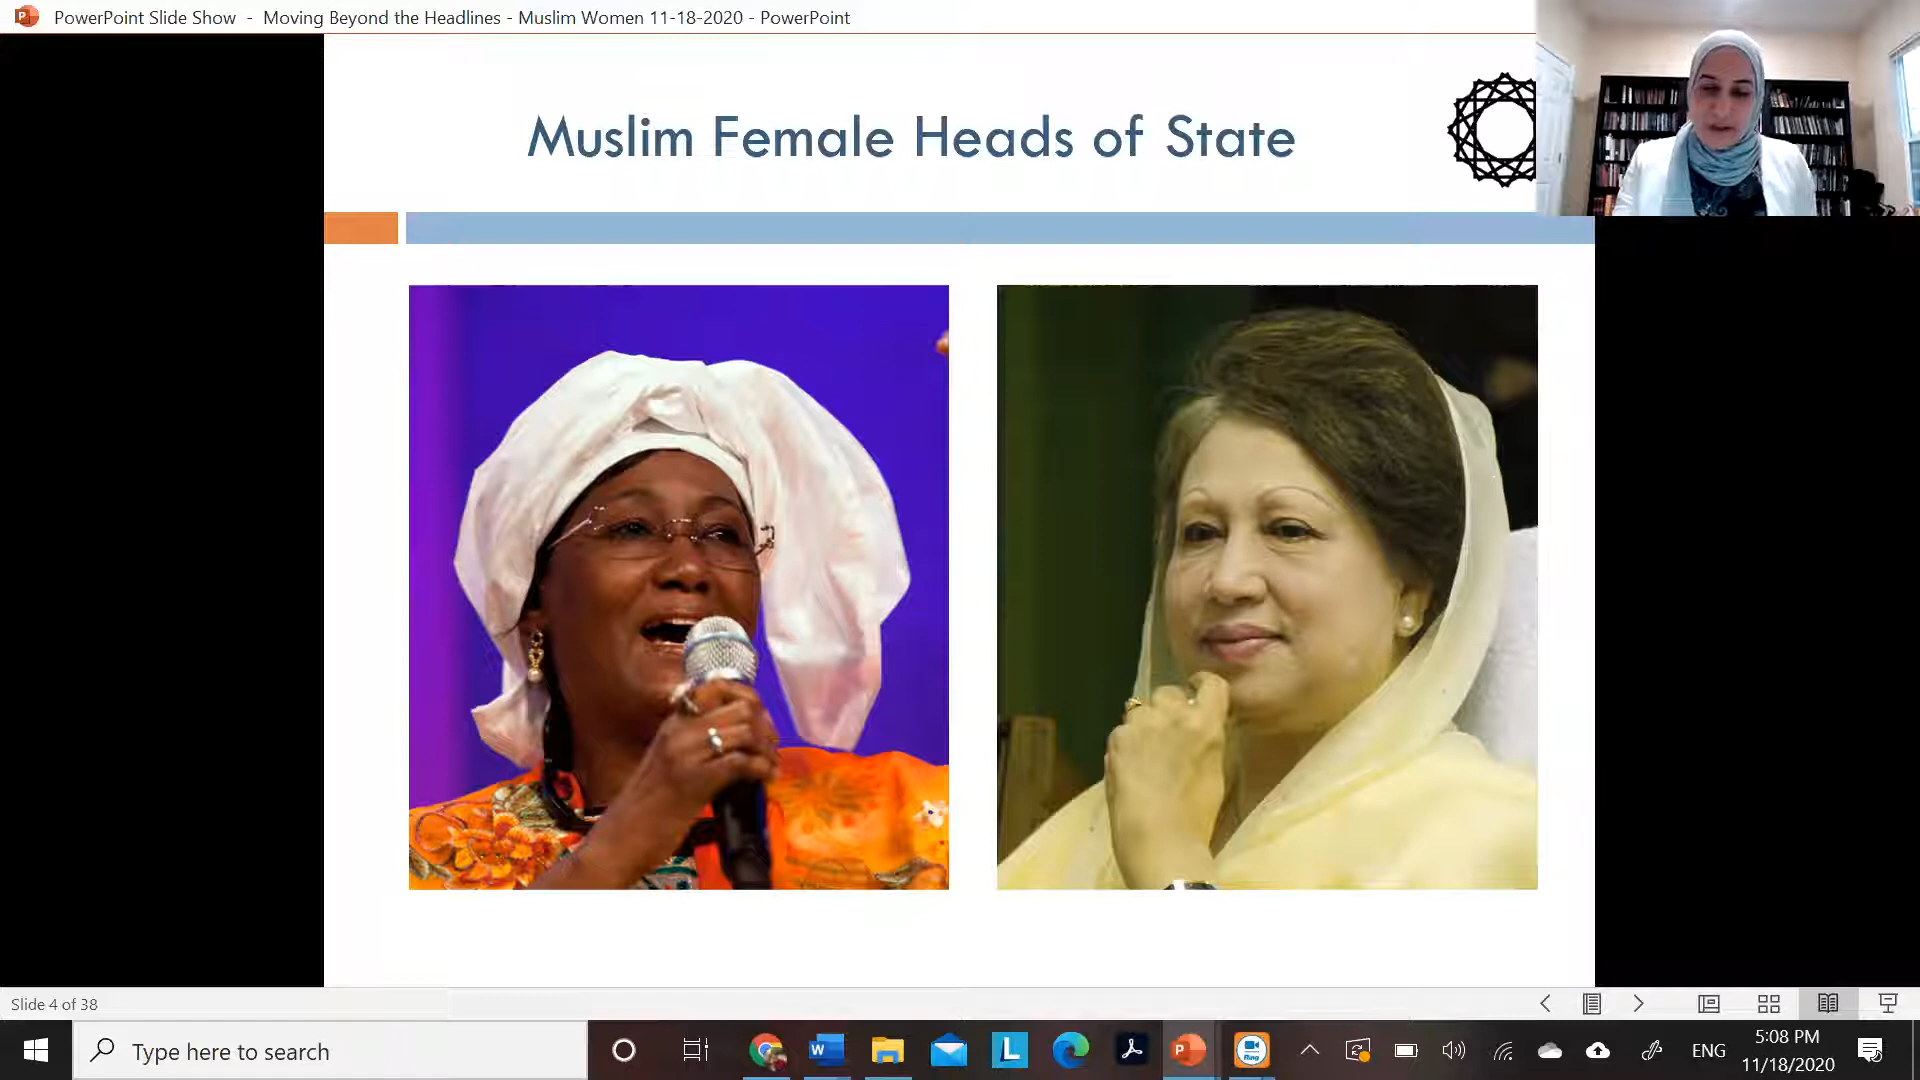 PowerPoint Slide Show - Moving Beyond the Headlines - Muslim Women 11-18-2020 - PowerPoint
Muslim Female Heads of State
Slide 4 of 38
Type here to search
ENG
5:08 PM
11/18/2020